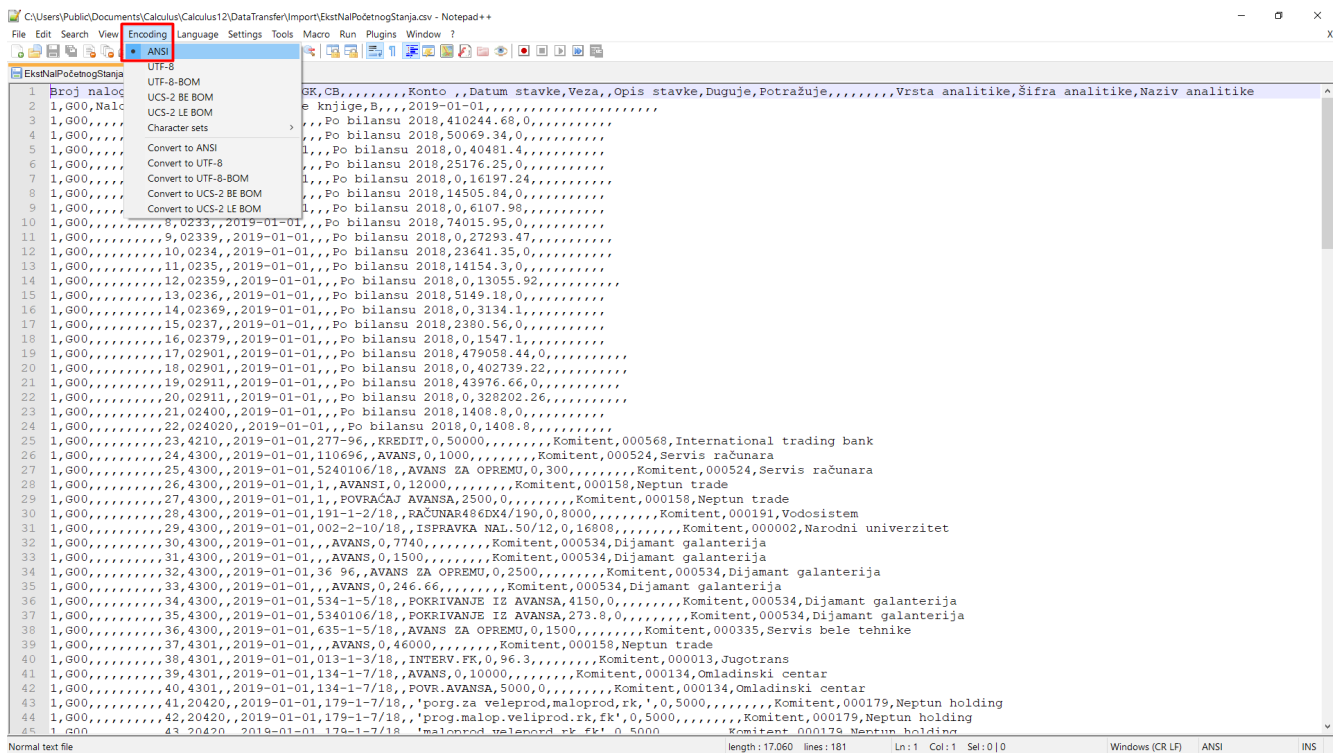 C:\Users\Public\Documents\Calculus\Calculus12\DataTransfer\Import\EkstNalPočetnogStanja.csv - Notepad++
File Edit Search View Encoding Language Settings Tools Macro Run Plugins Window ? X
ANSI
UTF-8
UTF-8-BOM
UCS-2 BE BOM
UCS-2 LE BOM
Character sets
Convert to ANSI
Convert to UTF-8
Convert to UTF-8-BOM
Convert to UCS-2 BE BOM
Convert to UCS-2 LE BOM
EkstNalPočetnogStanja
1 Broj nalog GK,CB,,,,,,,,,Konto ,,Datum stavke,Veza,,Opis stavke,Duguje,Potražuje,,,,,,,,,Vrsta analitike,Šifra analitike,Naziv analitike
2 1,G00,Nalo e knjige,B,,,,2019-01-01,,,,,,,,,,,,,,,,,,,,,,,
3 1,G00,,,,, ,,,Po bilansu 2018,410244.68,0,,,,,,,,,,,
4 1,G00,,,,, ,,,Po bilansu 2018,50069.34,0,,,,,,,,,,,
5 1,G00,,,,, 1,,,Po bilansu 2018,0,40481.4,,,,,,,,,,,
6 1,G00,,,,, ,,,Po bilansu 2018,25176.25,0,,,,,,,,,,,
7 1,G00,,,,, 1,,,Po bilansu 2018,0,16197.24,,,,,,,,,,,
8 1,G00,,,,, ,,,Po bilansu 2018,14505.84,0,,,,,,,,,,,
9 1,G00,,,,, 1,,,Po bilansu 2018,0,6107.98,,,,,,,,,,,
10 1,G00,,,,,,,,,,8,0233,,2019-01-01,,,Po bilansu 2018,74015.95,0,,,,,,,,,,,
11 1,G00,,,,,,,,,,9,02339,,2019-01-01,,,Po bilansu 2018,0,27293.47,,,,,,,,,,,
12 1,G00,,,,,,,,,,10,0234,,2019-01-01,,,Po bilansu 2018,23641.35,0,,,,,,,,,,,
13 1,G00,,,,,,,,,,11,0235,,2019-01-01,,,Po bilansu 2018,14154.3,0,,,,,,,,,,,
14 1,G00,,,,,,,,,,12,02359,,2019-01-01,,,Po bilansu 2018,0,13055.92,,,,,,,,,,,
15 1,G00,,,,,,,,,,13,0236,,2019-01-01,,,Po bilansu 2018,5149.18,0,,,,,,,,,,,
16 1,G00,,,,,,,,,,14,02369,,2019-01-01,,,Po bilansu 2018,0,3134.1,,,,,,,,,,,
17 1,G00,,,,,,,,,,15,0237,,2019-01-01,,,Po bilansu 2018,2380.56,0,,,,,,,,,,,
18 1,G00,,,,,,,,,,16,02379,,2019-01-01,,,Po bilansu 2018,0,1547.1,,,,,,,,,,,
19 1,G00,,,,,,,,,,17,02901,,2019-01-01,,,Po bilansu 2018,479058.44,0,,,,,,,,,,,
20 1,G00,,,,,,,,,,18,02901,,2019-01-01,,,Po bilansu 2018,0,402739.22,,,,,,,,,,,
21 1,G00,,,,,,,,,,19,02911,,2019-01-01,,,Po bilansu 2018,43976.66,0,,,,,,,,,,,
22 1,G00,,,,,,,,,,20,02911,,2019-01-01,,,Po bilansu 2018,0,328202.26,,,,,,,,,,,
23 1,G00,,,,,,,,,,21,02400,,2019-01-01,,,Po bilansu 2018,1408.8,0,,,,,,,,,,,
24 1,G00,,,,,,,,,,22,024020,,2019-01-01,,,Po bilansu 2018,0,1408.8,,,,,,,,,,,
25 1,G00,,,,,,,,,,23,4210,,2019-01-01,277-96,,KREDIT,0,50000,,,,,,,,,Komitent,000568,International trading bank
26 1,G00,,,,,,,,,,24,4300,,2019-01-01,110696,,AVANS,0,1000,,,,,,,,,Komitent,000524,Servis računara
27 1,G00,,,,,,,,,,25,4300,,2019-01-01,5240106/18,,AVANS ZA OPREMU,0,300,,,,,,,,,Komitent,000524,Servis računara
28 1,G00,,,,,,,,,,26,4300,,2019-01-01,1,,AVANSI,0,12000,,,,,,,,,Komitent,000158,Neptun trade
29 1,G00,,,,,,,,,,27,4300,,2019-01-01,1,,POVRAĆAJ AVANSA,2500,0,,,,,,,,,Komitent,000158,Neptun trade
30 1,G00,,,,,,,,,,28,4300,,2019-01-01,191-1-2/18,,RAČUNAR486DX4/190,0,8000,,,,,,,,,Komitent,000191,Vodosistem
31 1,G00,,,,,,,,,,29,4300,,2019-01-01,002-2-10/18,,ISPRAVKA NAL.50/12,0,16808,,,,,,,,,Komitent,000002,Narodni univerzitet
32 1,G00,,,,,,,,,,30,4300,,2019-01-01,,,AVANS,0,7740,,,,,,,,,Komitent,000534,Dijamant galanterija
33 1,G00,,,,,,,,,,31,4300,,2019-01-01,,,AVANS,0,1500,,,,,,,,,Komitent,000534,Dijamant galanterija
34 1,G00,,,,,,,,,,32,4300,,2019-01-01,36 96,,AVANS ZA OPREMU,0,2500,,,,,,,,,Komitent,000534,Dijamant galanterija
35 1,G00,,,,,,,,,,33,4300,,2019-01-01,,,AVANS,0,246.66,,,,,,,,,Komitent,000534,Dijamant galanterija
36 1,G00,,,,,,,,,,34,4300,,2019-01-01,534-1-5/18,,POKRIVANJE IZ AVANSA,4150,0,,,,,,,,,Komitent,000534,Dijamant galanterija
37 1,G00,,,,,,,,,,35,4300,,2019-01-01,5340106/18,,POKRIVANJE IZ AVANSA,273.8,0,,,,,,,,,Komitent,000534,Dijamant galanterija
38 1,G00,,,,,,,,,,36,4300,,2019-01-01,635-1-5/18,,AVANS ZA OPREMU,0,1500,,,,,,,,,Komitent,000335,Servis bele tehnike
39 1,G00,,,,,,,,,,37,4301,,2019-01-01,,,AVANS,0,46000,,,,,,,,,Komitent,000158,Neptun trade
40 1,G00,,,,,,,,,,38,4301,,2019-01-01,013-1-3/18,,INTERV.FK,0,96.3,,,,,,,,,Komitent,000013,Jugotrans
41 1,G00,,,,,,,,,,39,4301,,2019-01-01,134-1-7/18,,AVANS,0,10000,,,,,,,,,Komitent,000134,Omladinski centar
42 1,G00,,,,,,,,,,40,4301,,2019-01-01,134-1-7/18,,POVR.AVANSA,5000,0,,,,,,,,,Komitent,000134,Omladinski centar
43 1,G00,,,,,,,,,,41,20420,,2019-01-01,179-1-7/18,,'porg.za veleprod,maloprod,rk,',0,5000,,,,,,,,,Komitent,000179,Neptun holding
44 1,G00,,,,,,,,,,42,20420,,2019-01-01,179-1-7/18,,'prog.malop.veliprod.rk,fk',0,5000,,,,,,,,,Komitent,000179,Neptun holding
45 1,G00,,,,,,,,,,43,20420,,2019-01-01,179-1-7/18,,'maloprod,veleprod,rk,fk',0,5000,,,,,,,,,Komitent,000179,Neptun holding
Normal text file length : 17.060 lines : 181 Ln : 1 Col : 1 Sel : 0 | 0 Windows (CR LF) ANSI INS